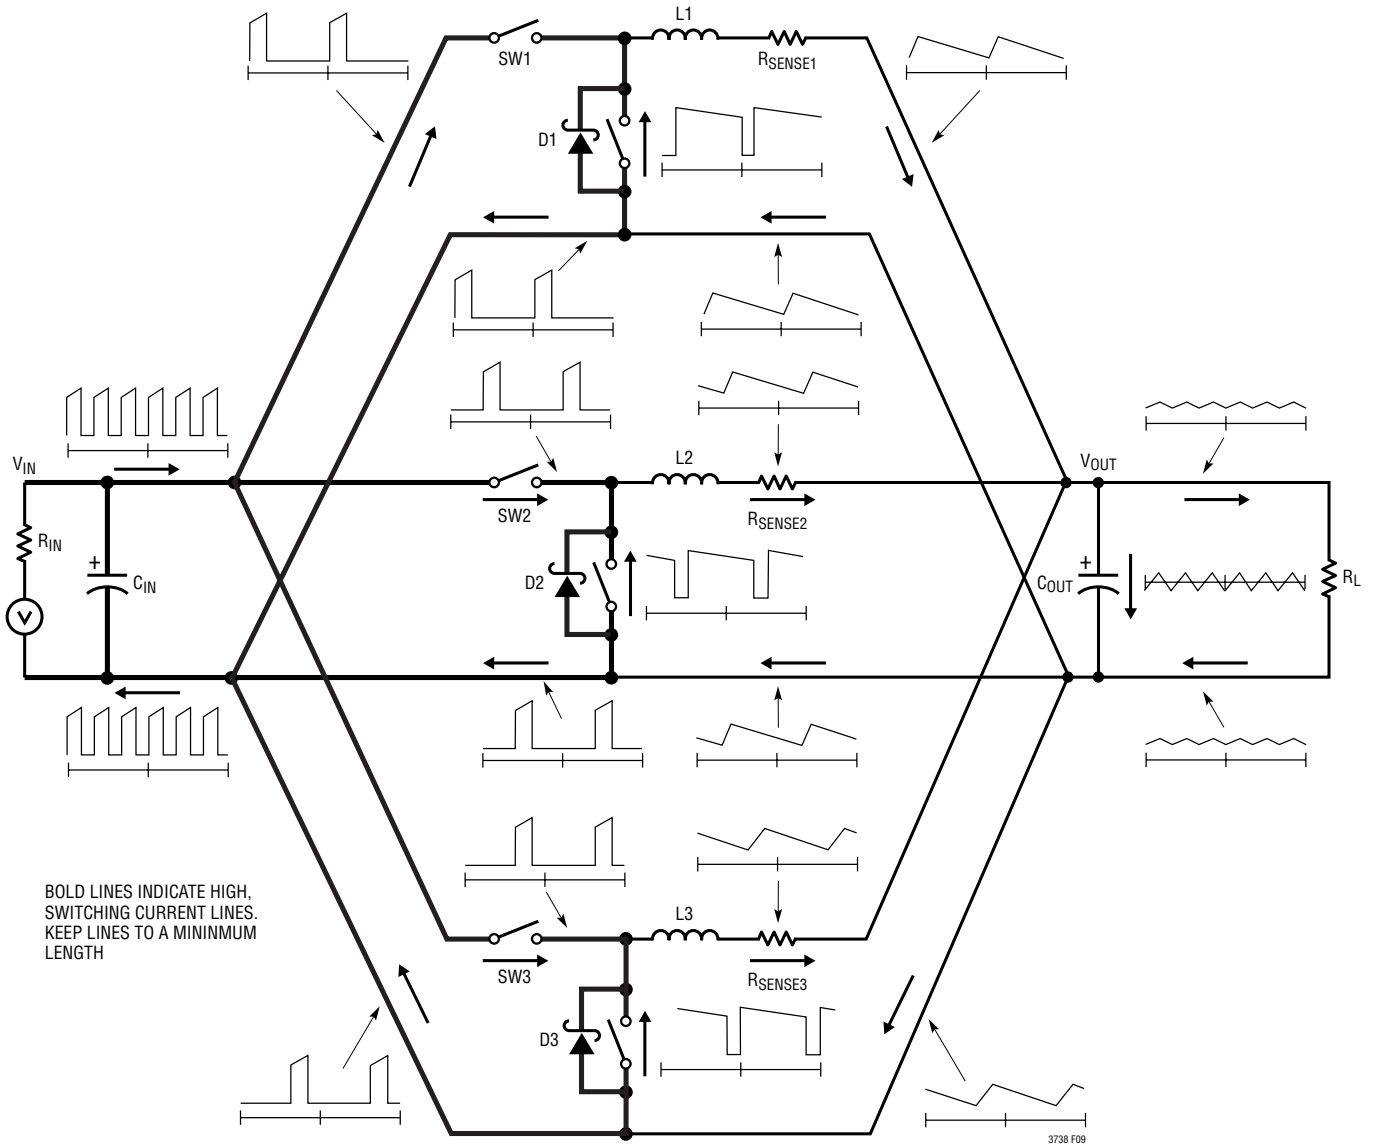 L1
SW1
RSENSE1
D1
VIN
L2
VOUT
SW2
RSENSE2
RIN
+
CIN
D2
+
COUT
RL
V
BOLD LINES INDICATE HIGH,
SWITCHING CURRENT LINES.
KEEP LINES TO A MININMUM
LENGTH
L3
SW3
RSENSE3
D3
3738 F09